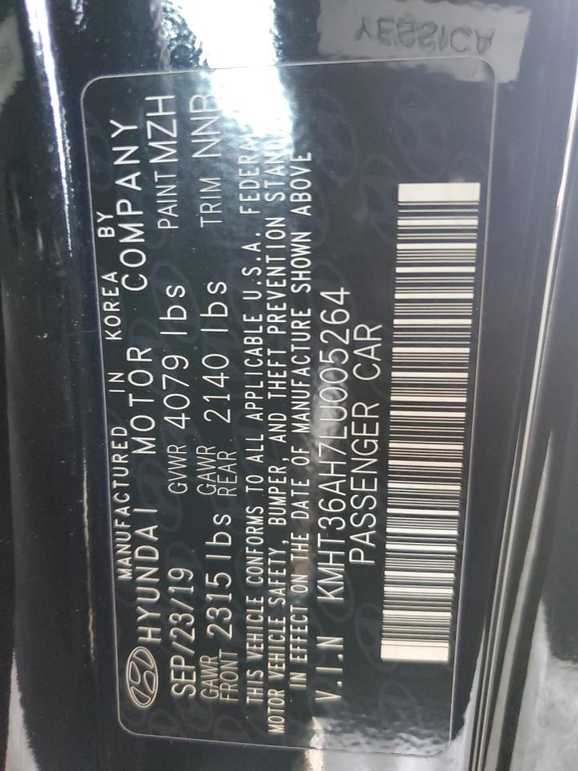 MANUFACTURED IN KOREA BY
HYUNDAI MOTOR COMPANY
SEP/23/19 GVWR 4079 lbs PAINT MZH
GAWR FRONT 2315 lbs GAWR REAR 2140 lbs TRIM NNB
THIS VEHICLE CONFORMS TO ALL APPLICABLE U.S.A. FEDERAL
MOTOR VEHICLE SAFETY, BUMPER, AND THEFT PREVENTION STAND
IN EFFECT ON THE DATE OF MANUFACTURE SHOWN ABOVE
V.I.N KMHT36AH7LU005264
PASSENGER CAR